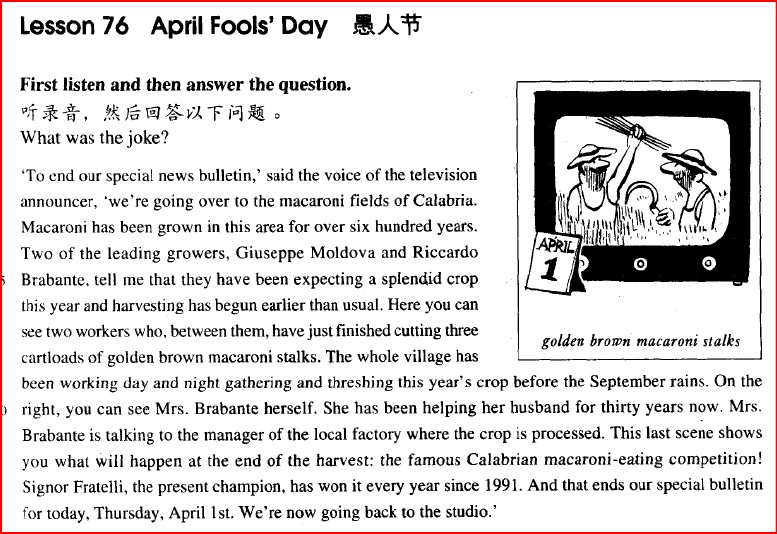 Lesson 76 April Fools' Day 愚人节
First listen and then answer the question.
听录音，然后回答以下问题。
What was the joke?
'To end our special news bulletin,' said the voice of the television
announcer, 'we're going over to the macaroni fields of Calabria.
Macaroni has been grown in this area for over six hundred years.
Two of the leading growers, Giuseppe Moldova and Riccardo
5 Brabante, tell me that they have been expecting a splendid crop
this year and harvesting has begun earlier than usual. Here you can
see two workers who, between them, have just finished cutting three
cartloads of golden brown macaroni stalks. The whole village has
been working day and night gathering and threshing this year's crop before the September rains. On the
right, you can see Mrs. Brabante herself. She has been helping her husband for thirty years now. Mrs.
Brabante is talking to the manager of the local factory where the crop is processed. This last scene shows
you what will happen at the end of the harvest: the famous Calabrian macaroni-eating competition!
Signor Fratelli, the present champion, has won it every year since 1991. And that ends our special bulletin
for today, Thursday, April 1st. We're now going back to the studio.'
APRIL
1
golden brown macaroni stalks